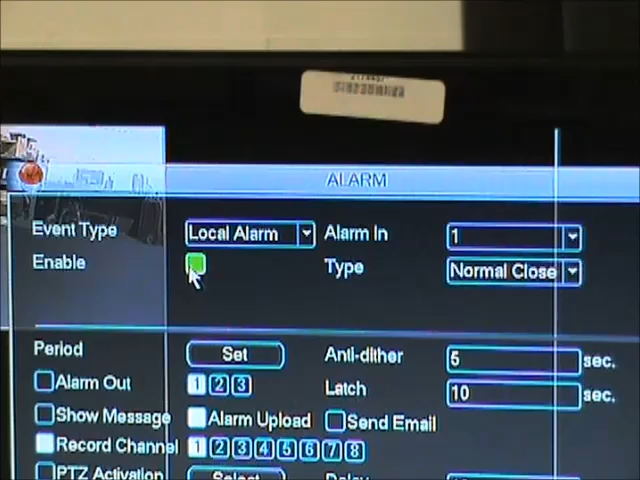 ALARM
Event Type Local Alarm Alarm In 1
Enable Type Normal Close
Period Set Anti-dither 5 sec.
Alarm Out 1 2 3 Latch 10 sec.
Show Message Alarm Upload Send Email
Record Channel 1 2 3 4 5 6 7 8
PTZ Activation Select Delay